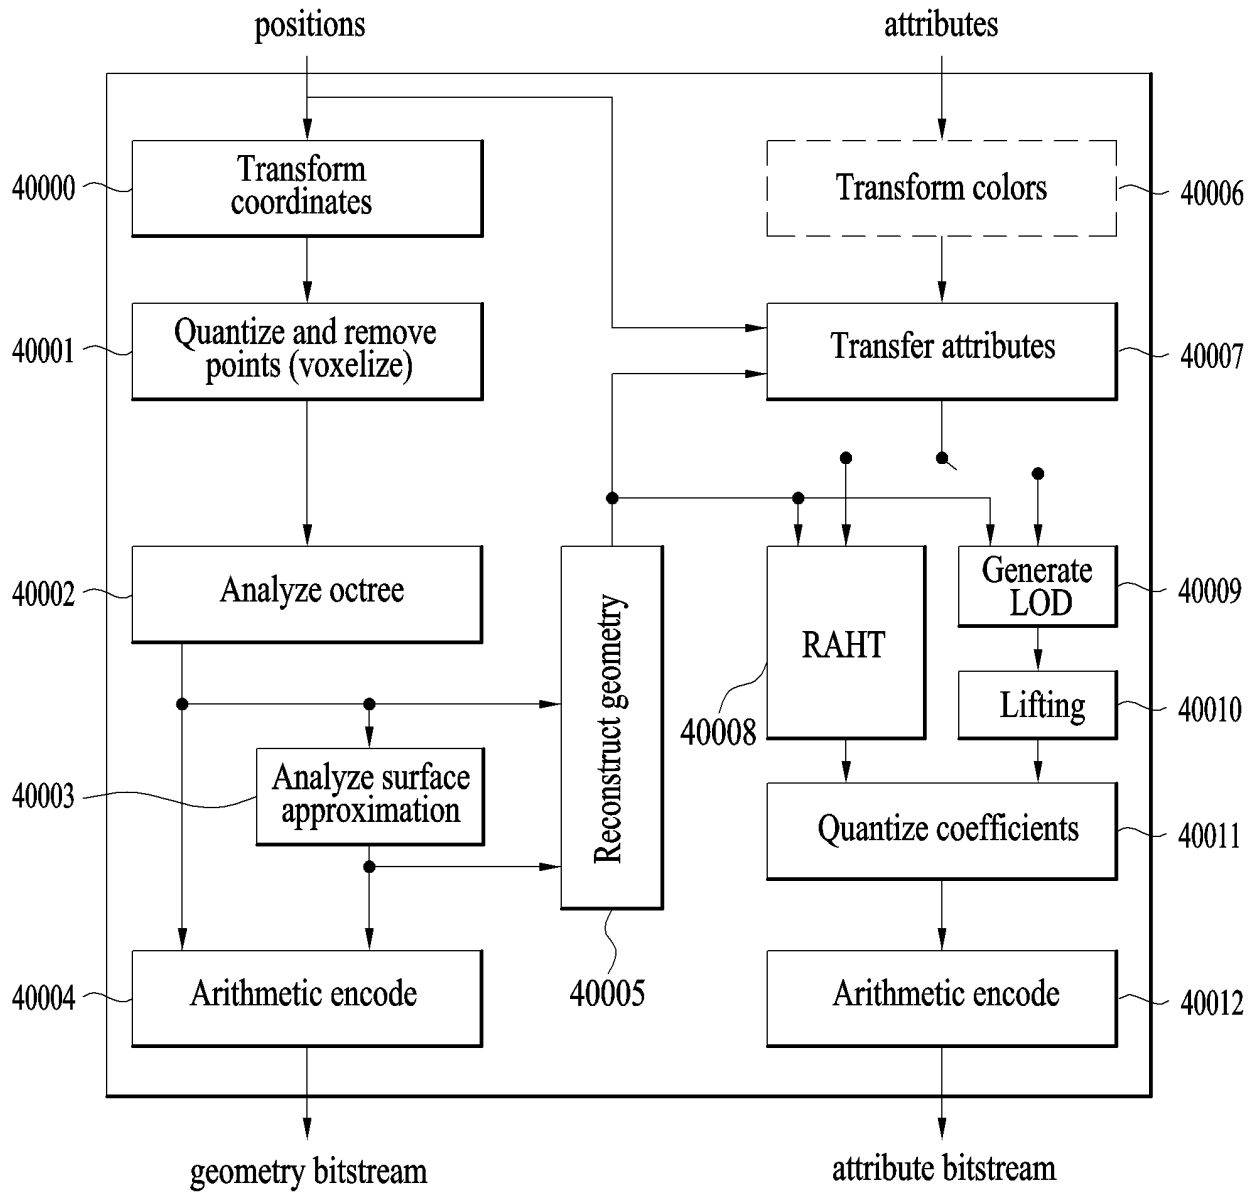 positions
attributes
40000
Transform
coordinates
Transform colors
40006
40001
Quantize and remove
points (voxelize)
Transfer attributes
40007
40002
Analyze octree
Reconstruct geometry
40005
RAHT
40008
Generate
LOD
40009
Lifting
40010
40003
Analyze surface
approximation
Quantize coefficients
40011
40004
Arithmetic encode
Arithmetic encode
40012
geometry bitstream
attribute bitstream